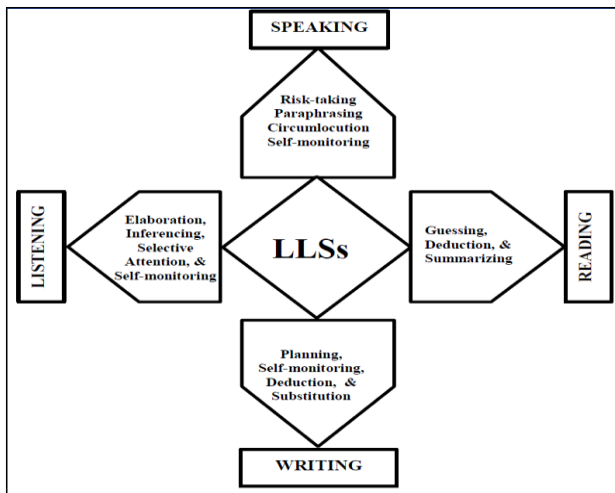 SPEAKING
Risk-taking
Paraphrasing
Circumlocution
Self-monitoring
LISTENING
Elaboration,
Inferencing,
Selective
Attention, &
Self-monitoring
LLSs
Guessing,
Deduction, &
Summarizing
READING
Planning,
Self-monitoring,
Deduction, &
Substitution
WRITING